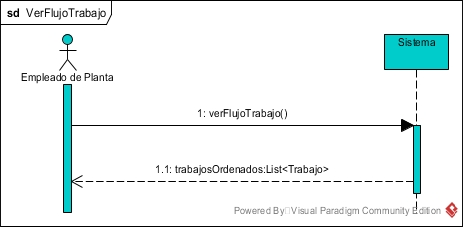 sd VerFlujoTrabajo
Sistema
Empleado de Planta
1: verFlujoTrabajo()
1.1: trabajosOrdenados:List<Trabajo>
Powered By Visual Paradigm Community Edition